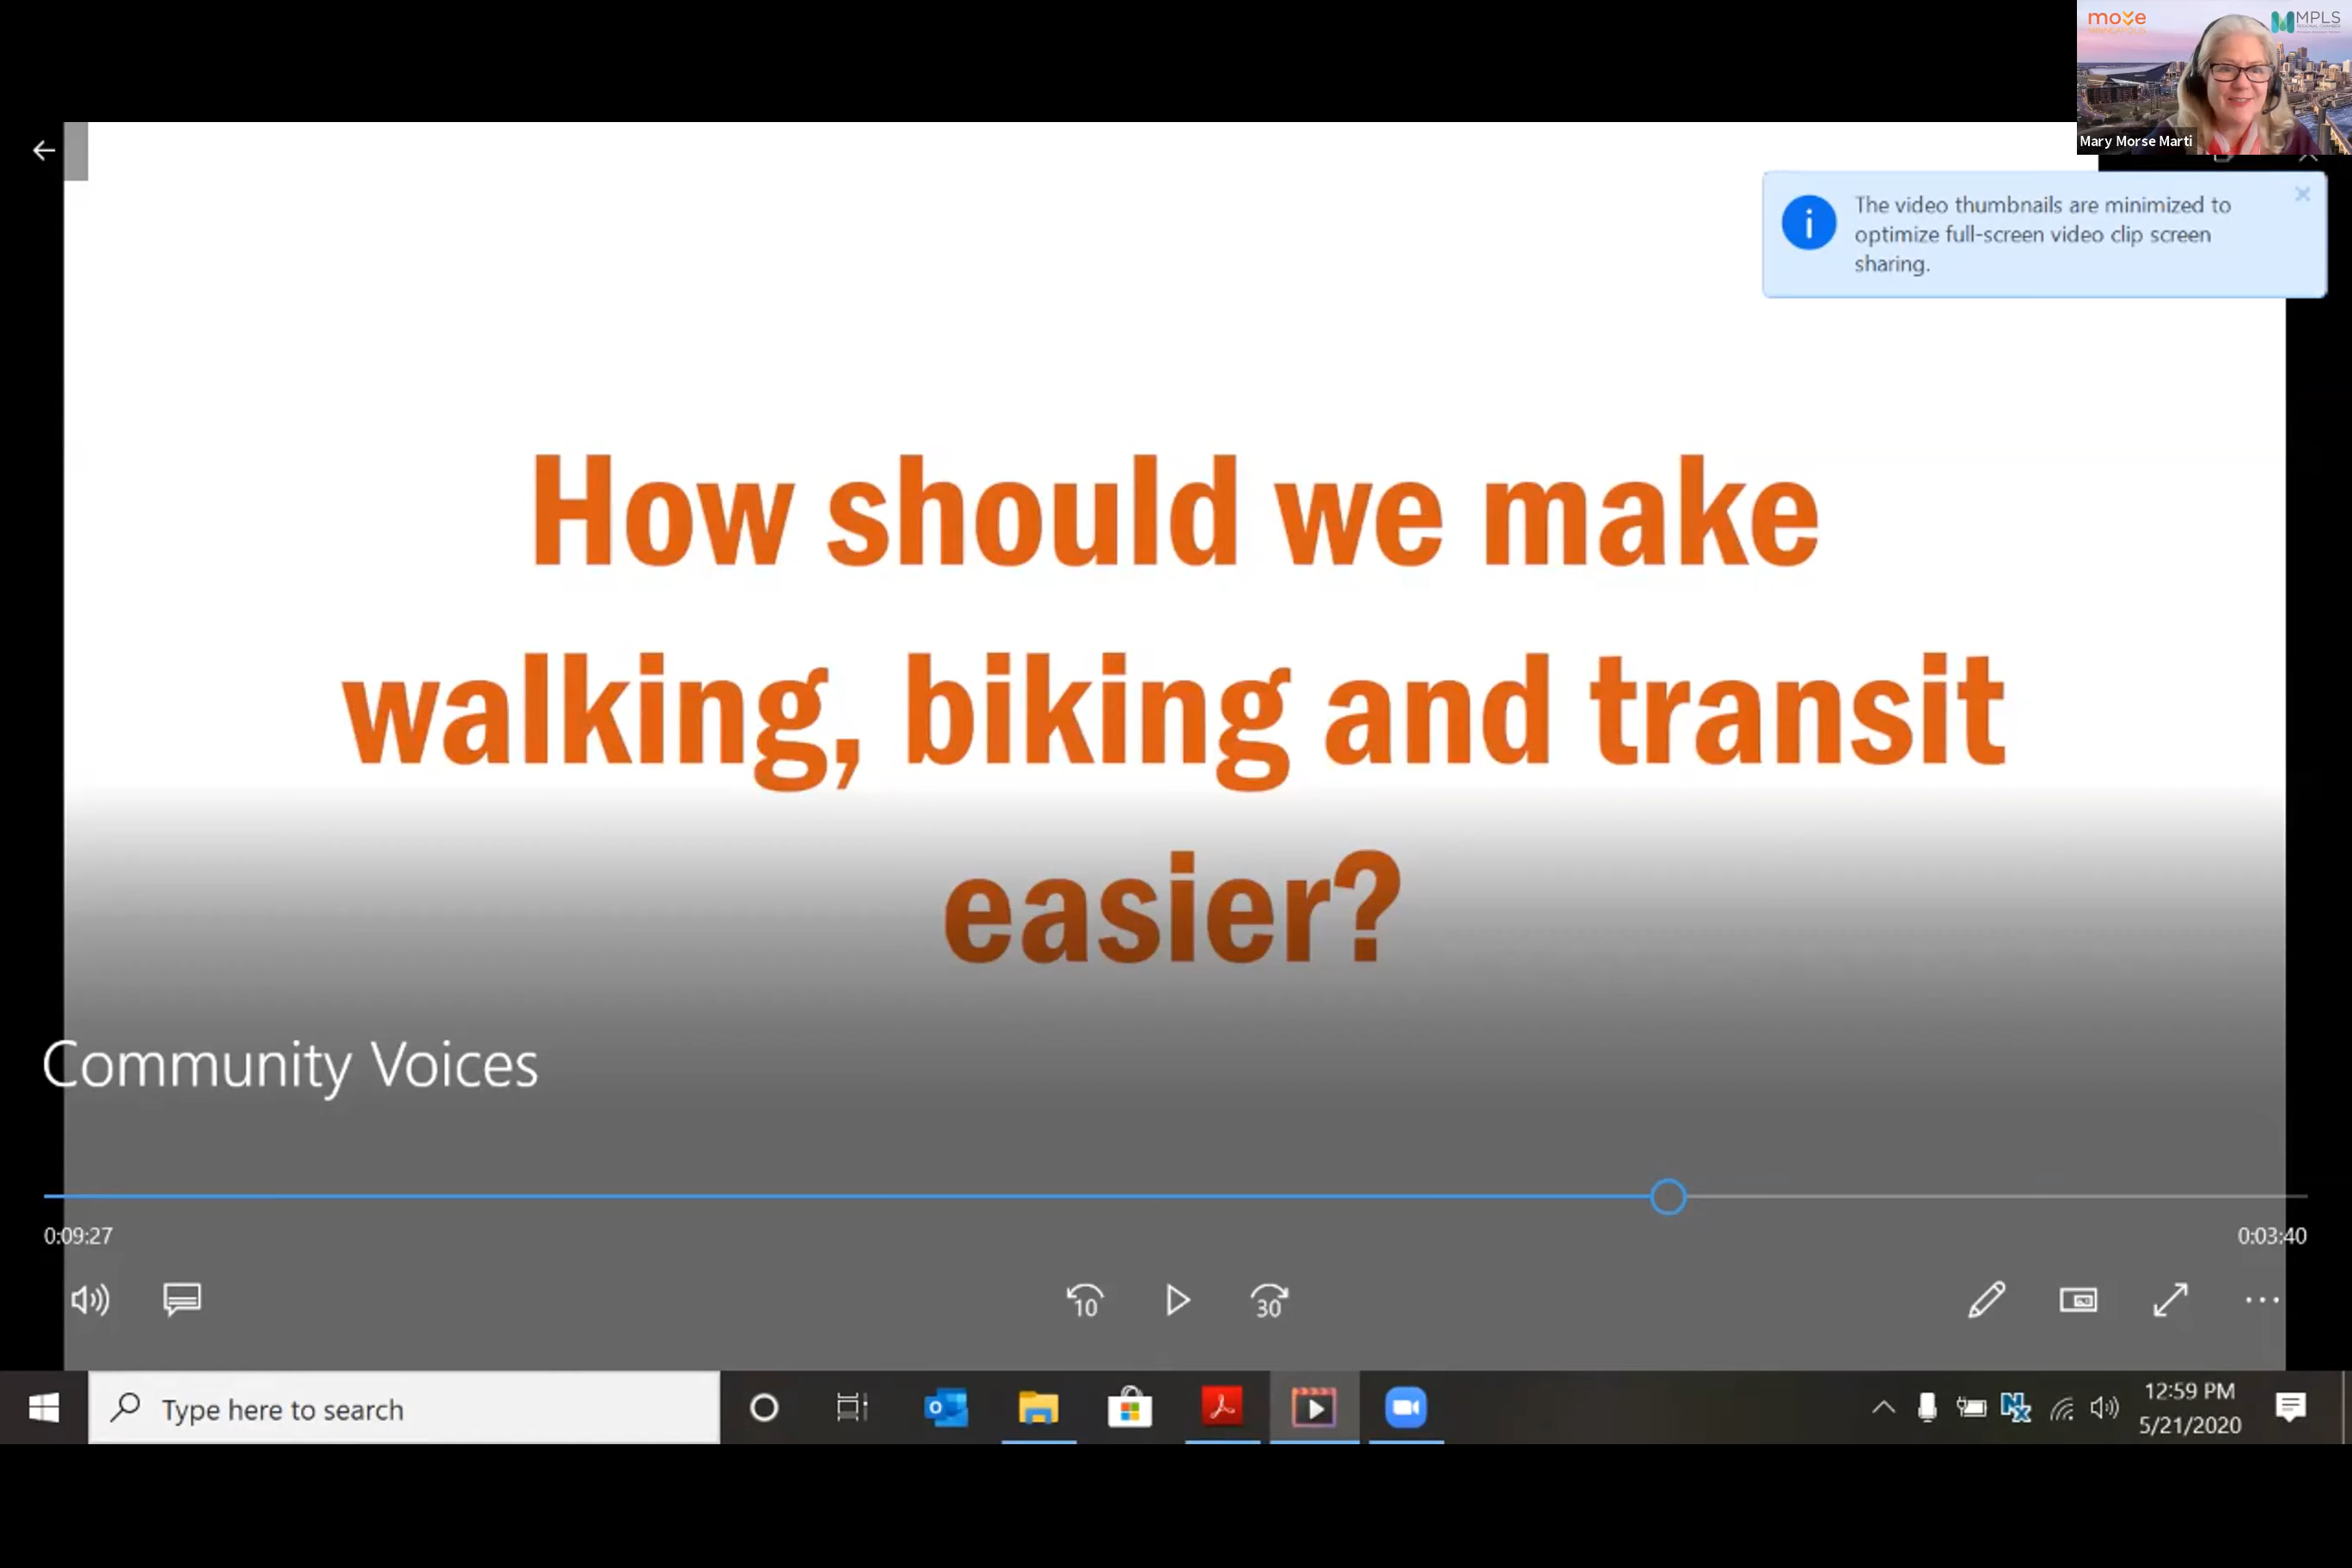 move
MINNEAPOLIS
MPLS
Mary Morse Marti
The video thumbnails are minimized to
optimize full-screen video clip screen
sharing.
How should we make
walking, biking and transit
easier?
Community Voices
0:09:27
0:03:40
10
30
Type here to search
12:59 PM
5/21/2020